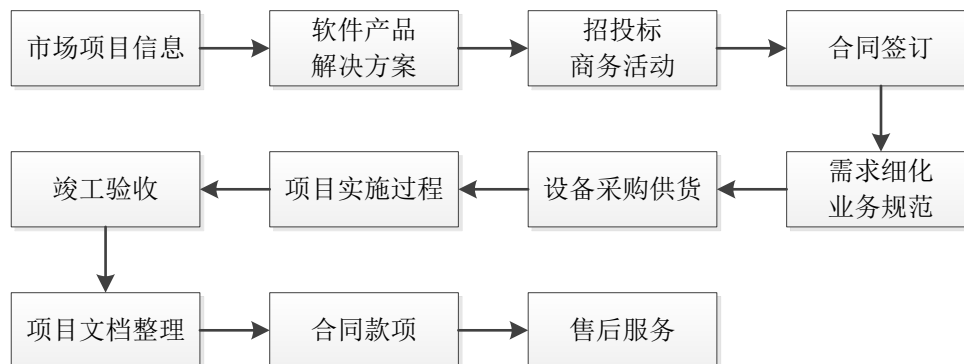 市场项目信息
软件产品
解决方案
招投标
商务活动
合同签订
需求细化
业务规范
设备采购供货
项目实施过程
竣工验收
项目文档整理
合同款项
售后服务